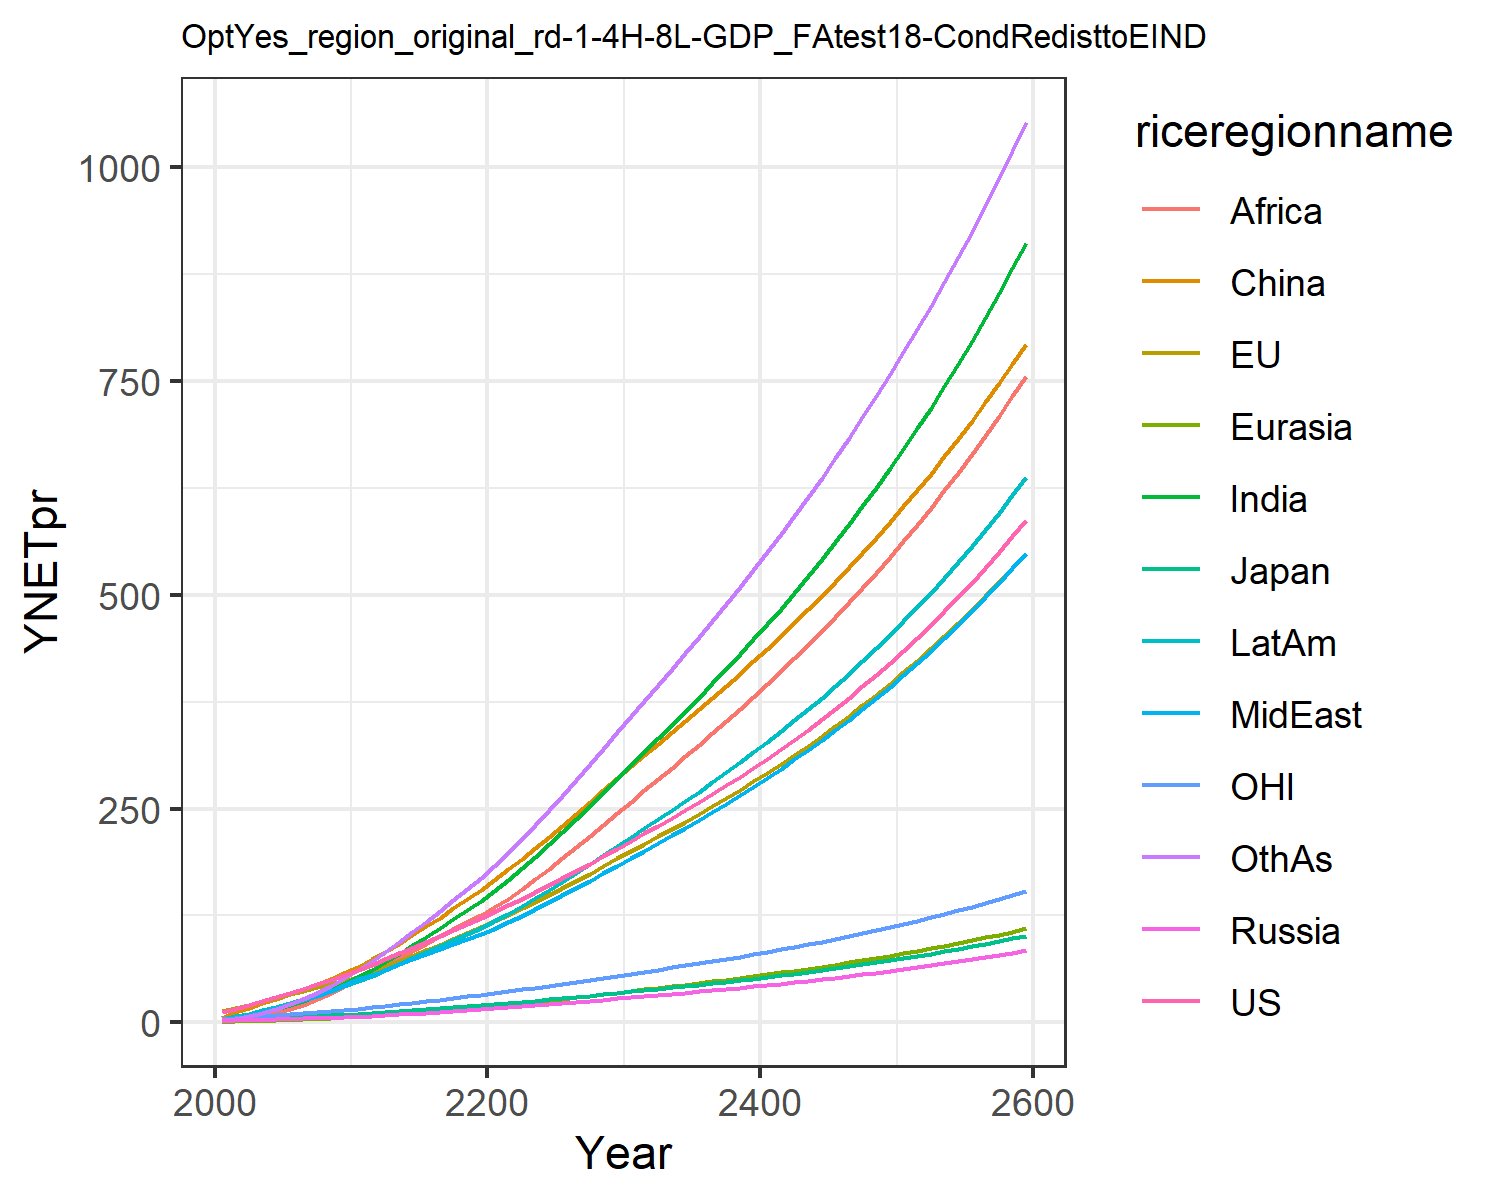 OptYes_region_original_rd-1-4H-8L-GDP_FAtest18-CondRedisttoEIND
YNETpr
1000
750
500
250
0
2000 2200 2400 2600
Year
riceregionname
Africa
China
EU
Eurasia
India
Japan
LatAm
MidEast
OHI
OthAs
Russia
US